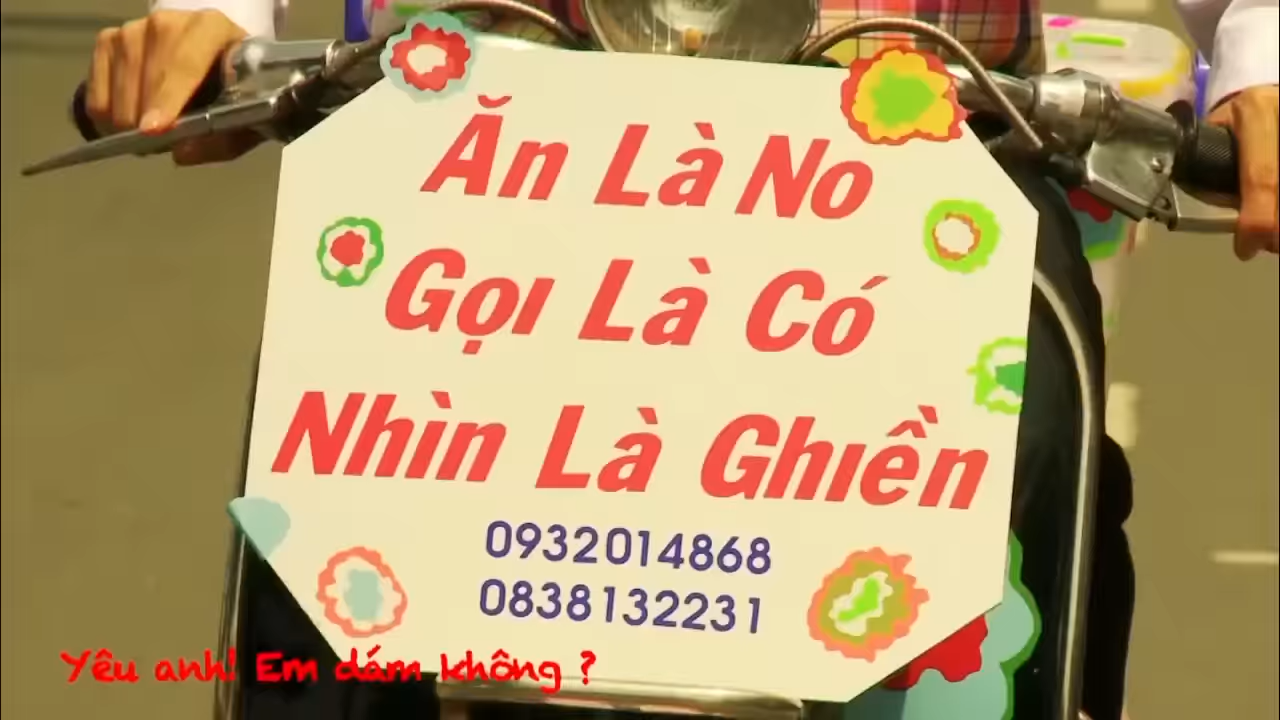 Ăn Là No
Gọi Là Có
Nhìn Là Ghiền
0932014868
0838132231
Yêu anh! Em dám không ?